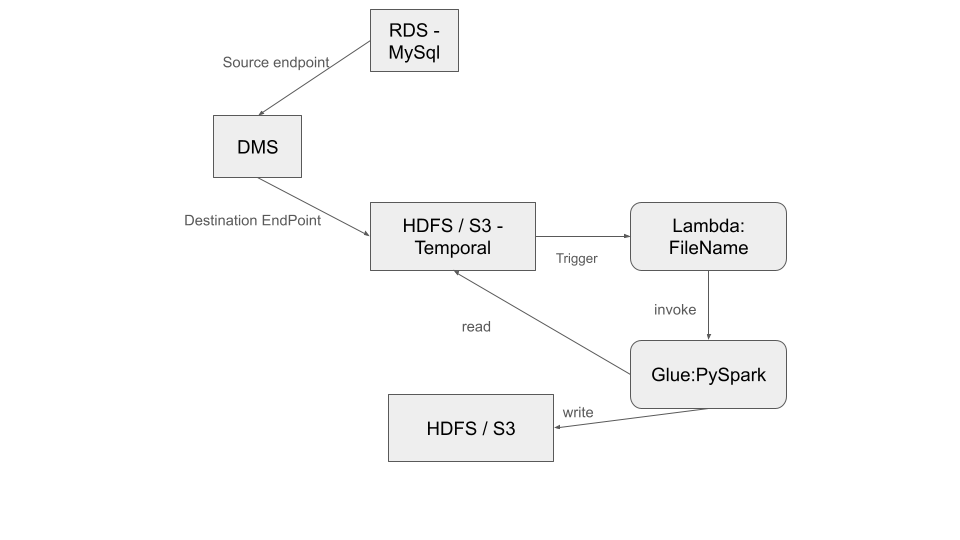 RDS -
MySql
Source endpoint
DMS
Destination EndPoint
HDFS / S3 -
Temporal
Trigger
Lambda:
FileName
invoke
read
Glue:PySpark
write
HDFS / S3